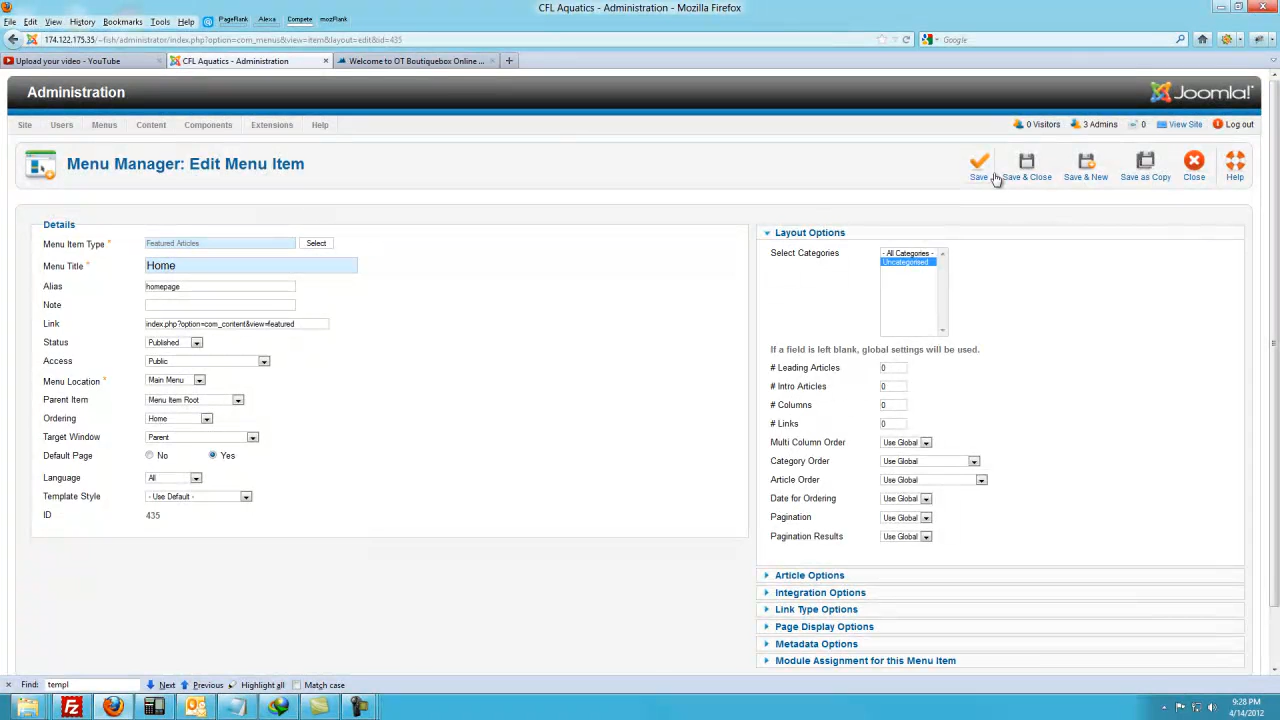 CFL Aquatics - Administration - Mozilla Firefox
File Edit View History Bookmarks Tools Help PageRank Alexa Compete mozRank
174.122.175.35/~fish/administrator/index.php?option=com_menus&view=item&layout=edit&id=435
Google
Upload your video - YouTube
CFL Aquatics - Administration
Welcome to OT Boutiquebox Online ...
Administration
Joomla!
Site Users Menus Content Components Extensions Help
0 Visitors 3 Admins 0 View Site Log out
Menu Manager: Edit Menu Item
Save Save & Close Save & New Save as Copy Close Help
Details
Menu Item Type * Featured Articles Select
Menu Title * Home
Alias homepage
Note
Link index.php?option=com_content&view=featured
Status Published
Access Public
Menu Location * Main Menu
Parent Item Menu Item Root
Ordering Home
Target Window Parent
Default Page No Yes
Language All
Template Style - Use Default -
ID 435
Layout Options
Select Categories - All Categories -
Uncategorised
If a field is left blank, global settings will be used.
# Leading Articles 0
# Intro Articles 0
# Columns 0
# Links 0
Multi Column Order Use Global
Category Order Use Global
Article Order Use Global
Date for Ordering Use Global
Pagination Use Global
Pagination Results Use Global
Article Options
Integration Options
Link Type Options
Page Display Options
Metadata Options
Module Assignment for this Menu Item
Find: templ Next Previous Highlight all Match case
9:28 PM
4/14/2012